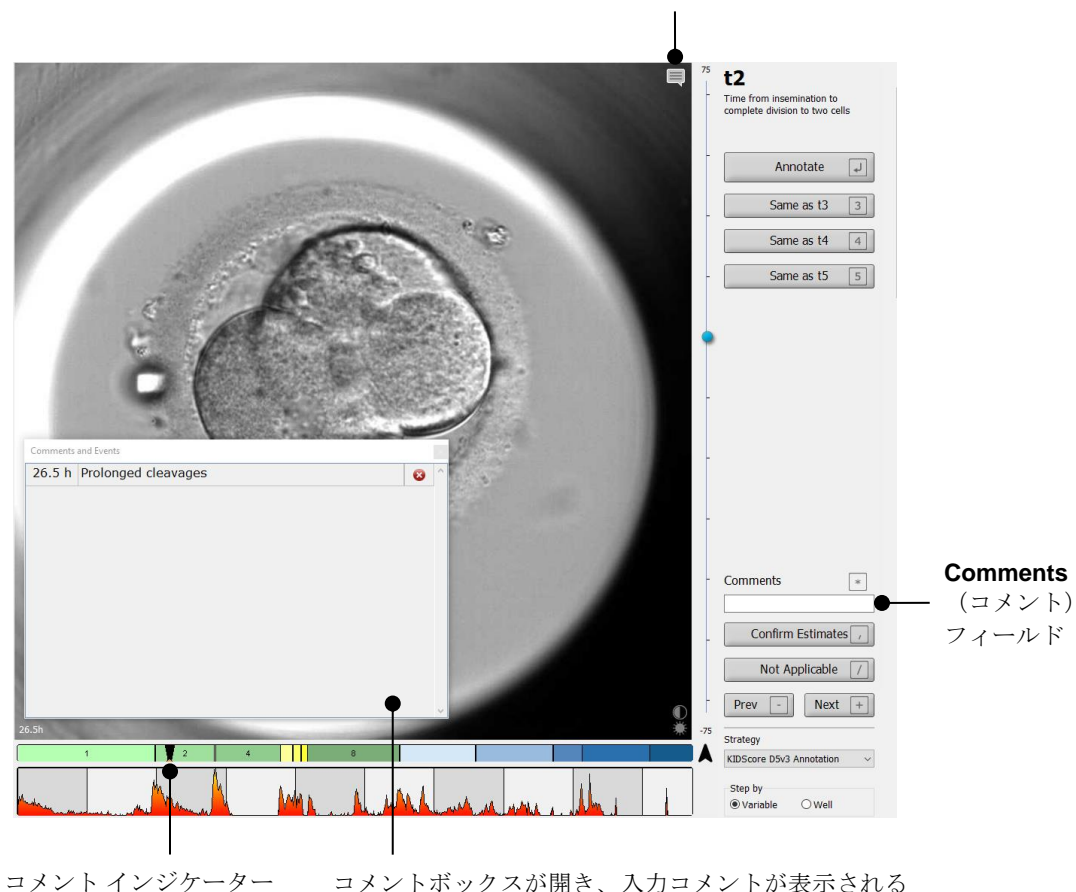 75
t2
Time from insemination to
complete division to two cells
Annotate ↲
Same as t3 3
Same as t4 4
Same as t5 5
Comments and Events
26.5 h Prolonged cleavages
Comments *
Comments
（コメント）
フィールド
Confirm Estimates ,
Not Applicable /
Prev - Next +
26.5h
-75
1 2 4 8
Strategy
KIDScore D5v3 Annotation
Step by
Variable Well
コメント インジケーター
コメントボックスが開き、入力コメントが表示される